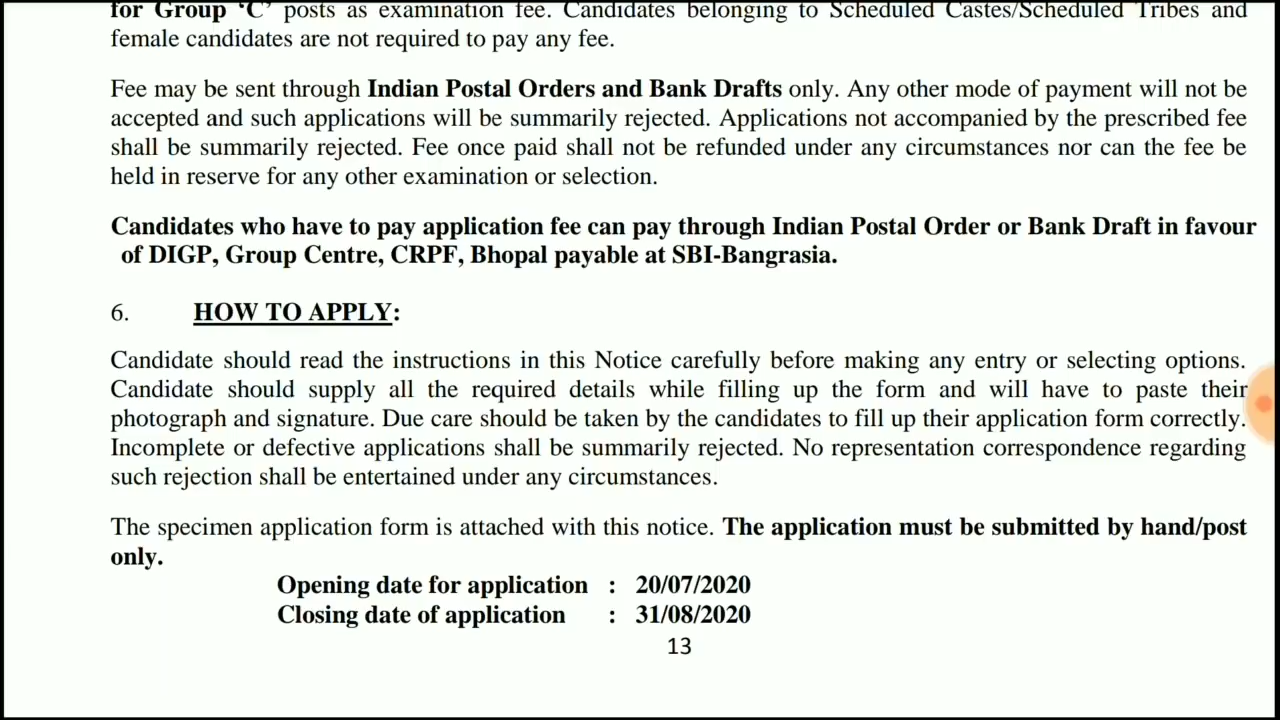 for Group ‘C’ posts as examination fee. Candidates belonging to Scheduled Castes/Scheduled Tribes and
female candidates are not required to pay any fee.
Fee may be sent through Indian Postal Orders and Bank Drafts only. Any other mode of payment will not be
accepted and such applications will be summarily rejected. Applications not accompanied by the prescribed fee
shall be summarily rejected. Fee once paid shall not be refunded under any circumstances nor can the fee be
held in reserve for any other examination or selection.
Candidates who have to pay application fee can pay through Indian Postal Order or Bank Draft in favour
of DIGP, Group Centre, CRPF, Bhopal payable at SBI-Bangrasia.
6. HOW TO APPLY:
Candidate should read the instructions in this Notice carefully before making any entry or selecting options.
Candidate should supply all the required details while filling up the form and will have to paste their
photograph and signature. Due care should be taken by the candidates to fill up their application form correctly.
Incomplete or defective applications shall be summarily rejected. No representation correspondence regarding
such rejection shall be entertained under any circumstances.
The specimen application form is attached with this notice. The application must be submitted by hand/post
only.
Opening date for application : 20/07/2020
Closing date of application : 31/08/2020
13